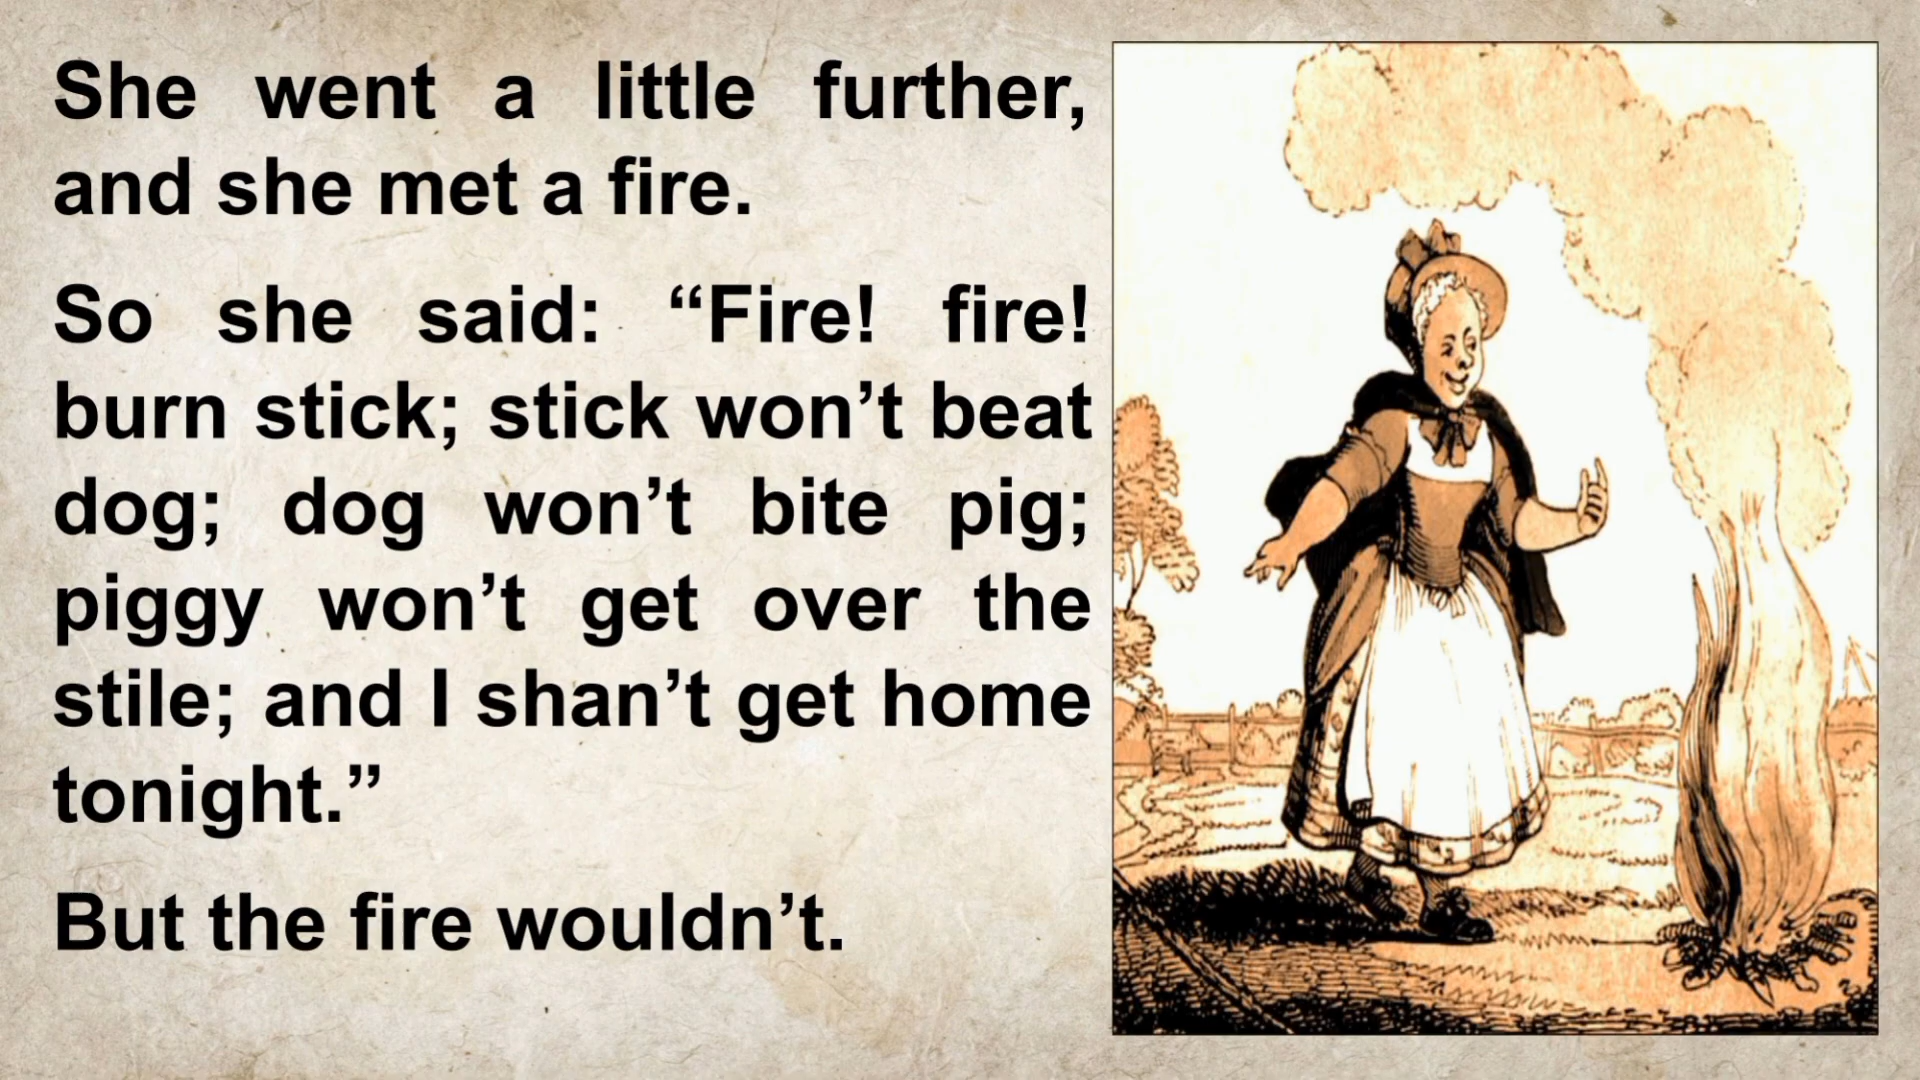 She went a little further,
and she met a fire.
So she said: “Fire! fire!
burn stick; stick won’t beat
dog; dog won’t bite pig;
piggy won’t get over the
stile; and I shan’t get home
tonight.”
But the fire wouldn’t.